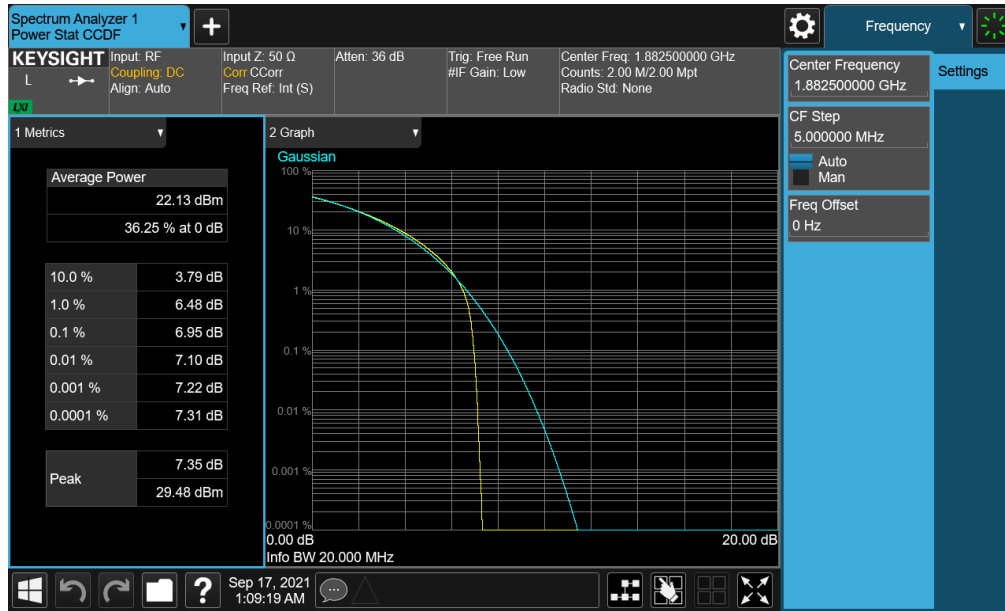 Spectrum Analyzer 1
Power Stat CCDF
+
Frequency
KEYSIGHT
L
LXI
Input: RF
Coupling: DC
Align: Auto
Input Z: 50 Ω
Corr CCorr
Freq Ref: Int (S)
Atten: 36 dB
Trig: Free Run
#IF Gain: Low
Center Freq: 1.882500000 GHz
Counts: 2.00 M/2.00 Mpt
Radio Std: None
Center Frequency
1.882500000 GHz
Settings
CF Step
5.000000 MHz
Auto
Man
Freq Offset
0 Hz
1 Metrics
Average Power
22.13 dBm
36.25 % at 0 dB
10.0 % 3.79 dB
1.0 % 6.48 dB
0.1 % 6.95 dB
0.01 % 7.10 dB
0.001 % 7.22 dB
0.0001 % 7.31 dB
Peak
7.35 dB
29.48 dBm
2 Graph
Gaussian
100 %
10 %
1 %
0.1 %
0.01 %
0.001 %
0.0001 %
0.00 dB 20.00 dB
Info BW 20.000 MHz
?
Sep 17, 2021
1:09:19 AM